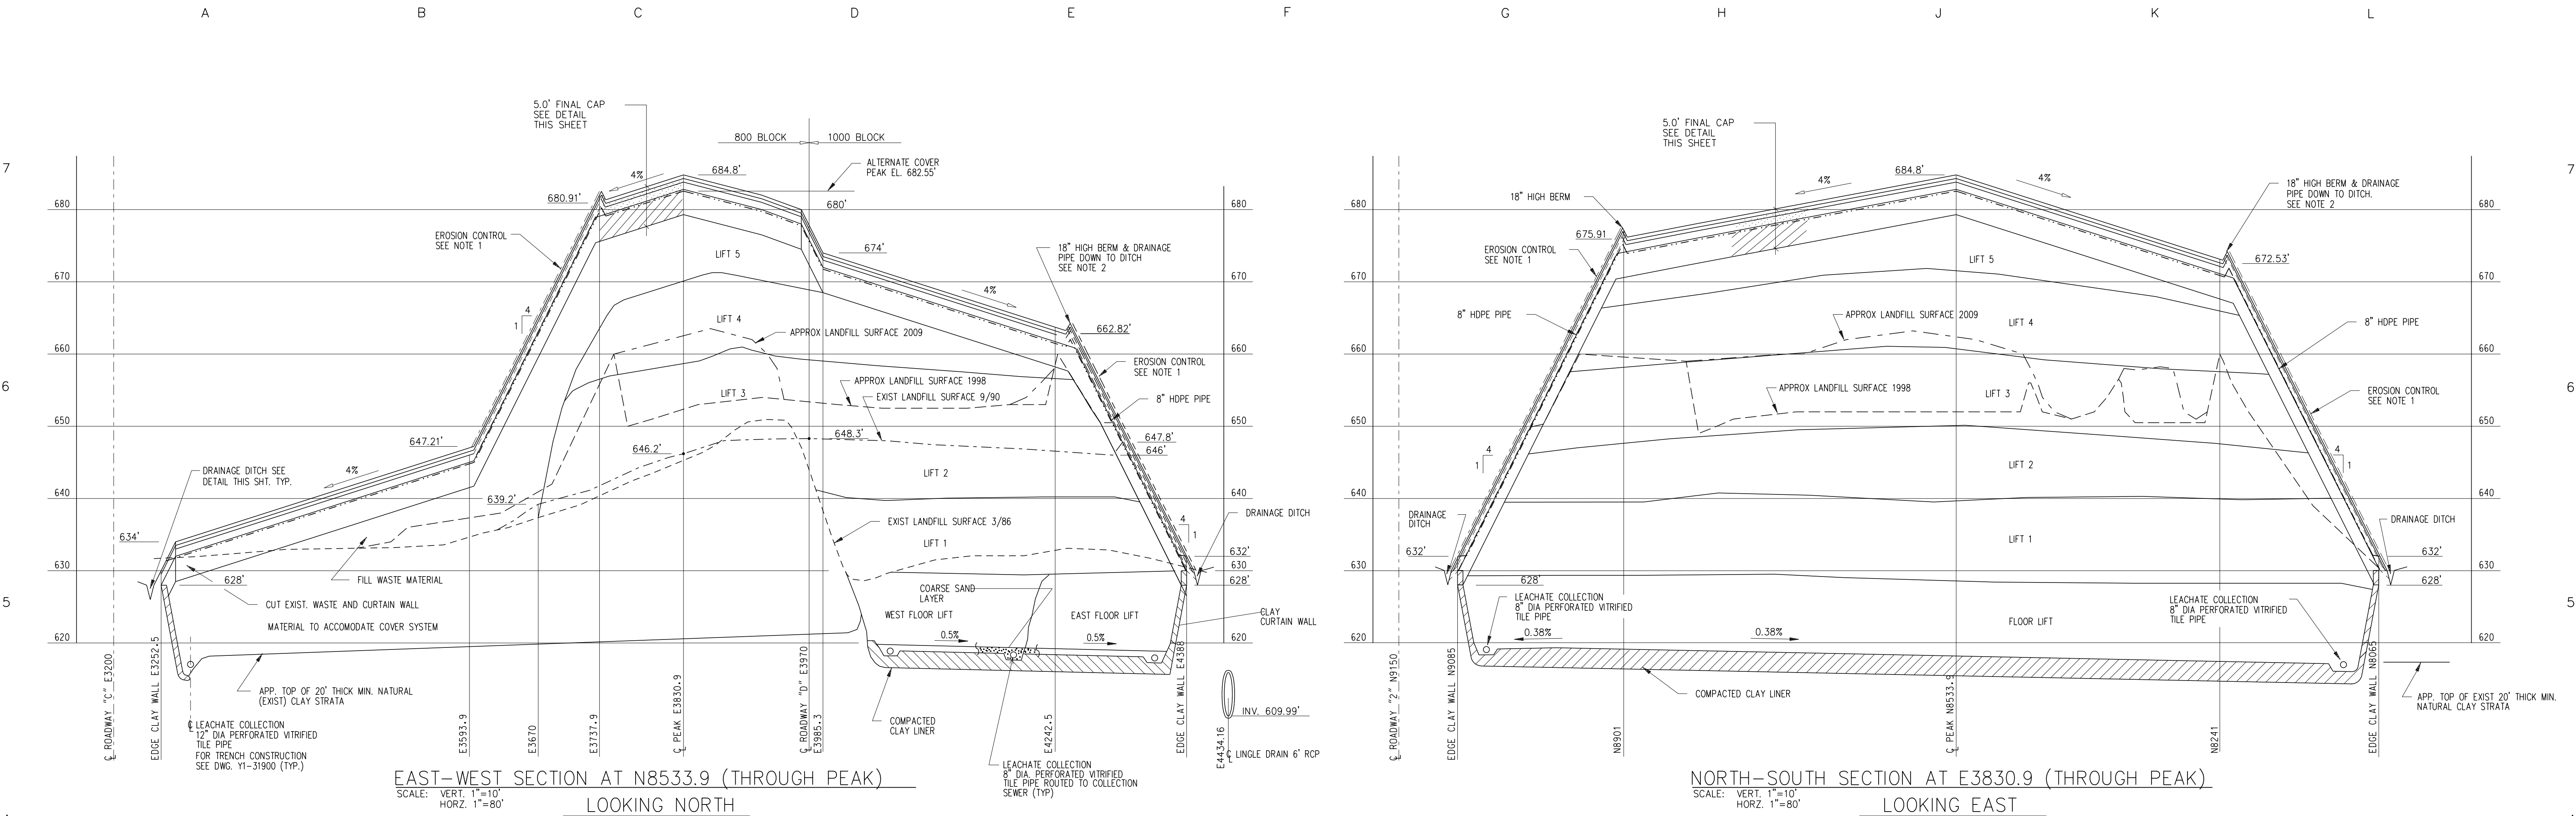 A B C D E F G H J K L
5.0' FINAL CAP
SEE DETAIL
THIS SHEET
800 BLOCK
1000 BLOCK
ALTERNATE COVER
PEAK EL. 682.55'
7
4%
684.8'
680.91'
680'
680
680
EROSION CONTROL
SEE NOTE 1
674'
18" HIGH BERM & DRAINAGE
PIPE DOWN TO DITCH
SEE NOTE 2
LIFT 5
670
670
4%
4
1
LIFT 4
APPROX LANDFILL SURFACE 2009
662.82'
660
660
EROSION CONTROL
SEE NOTE 1
6
APPROX LANDFILL SURFACE 1998
LIFT 3
EXIST LANDFILL SURFACE 9/90
8" HDPE PIPE
650
650
647.21'
646.2'
648.3'
647.8'
646'
DRAINAGE DITCH SEE
DETAIL THIS SHT. TYP.
4%
LIFT 2
640
639.2'
640
DRAINAGE DITCH
EXIST LANDFILL SURFACE 3/86
4
1
634'
LIFT 1
632'
630
630
628'
628'
FILL WASTE MATERIAL
COARSE SAND
LAYER
CUT EXIST. WASTE AND CURTAIN WALL
MATERIAL TO ACCOMODATE COVER SYSTEM
5
WEST FLOOR LIFT
EAST FLOOR LIFT
CLAY
CURTAIN WALL
620
0.5%
0.5%
620
APP. TOP OF 20' THICK MIN. NATURAL
(EXIST) CLAY STRATA
℄ ROADWAY "C" E3200
EDGE CLAY WALL E3252.5
E3593.9
E3670
E3737.9
℄ PEAK E3830.9
℄ ROADWAY "D" E3970
E3985.3
E4242.5
EDGE CLAY WALL E4388
E4434.16
INV. 609.99'
℄ LINGLE DRAIN 6' RCP
COMPACTED
CLAY LINER
℄ LEACHATE COLLECTION
12" DIA PERFORATED VITRIFIED
TILE PIPE
FOR TRENCH CONSTRUCTION
SEE DWG. Y1-31900 (TYP.)
LEACHATE COLLECTION
8" DIA. PERFORATED VITRIFIED
TILE PIPE ROUTED TO COLLECTION
SEWER (TYP)
EAST-WEST SECTION AT N8533.9 (THROUGH PEAK)
SCALE: VERT. 1"=10'
HORZ. 1"=80'
LOOKING NORTH
5.0' FINAL CAP
SEE DETAIL
THIS SHEET
7
4%
684.8'
4%
18" HIGH BERM
18" HIGH BERM & DRAINAGE
PIPE DOWN TO DITCH.
SEE NOTE 2
680
680
675.91
EROSION CONTROL
SEE NOTE 1
LIFT 5
672.53'
670
670
8" HDPE PIPE
APPROX LANDFILL SURFACE 2009
LIFT 4
8" HDPE PIPE
660
660
6
APPROX LANDFILL SURFACE 1998
LIFT 3
EROSION CONTROL
SEE NOTE 1
650
650
4
1
LIFT 2
4
1
640
640
DRAINAGE
DITCH
DRAINAGE DITCH
LIFT 1
632'
632'
630
630
628'
628'
LEACHATE COLLECTION
8" DIA PERFORATED VITRIFIED
TILE PIPE
LEACHATE COLLECTION
8" DIA PERFORATED VITRIFIED
TILE PIPE
5
FLOOR LIFT
0.38%
0.38%
620
620
℄ ROADWAY "2" N9150
EDGE CLAY WALL N9085
N8901
℄ PEAK N8533.9
N8241
EDGE CLAY WALL N8065
COMPACTED CLAY LINER
APP. TOP OF EXIST 20' THICK MIN.
NATURAL CLAY STRATA
NORTH-SOUTH SECTION AT E3830.9 (THROUGH PEAK)
SCALE: VERT. 1"=10'
HORZ. 1"=80'
LOOKING EAST